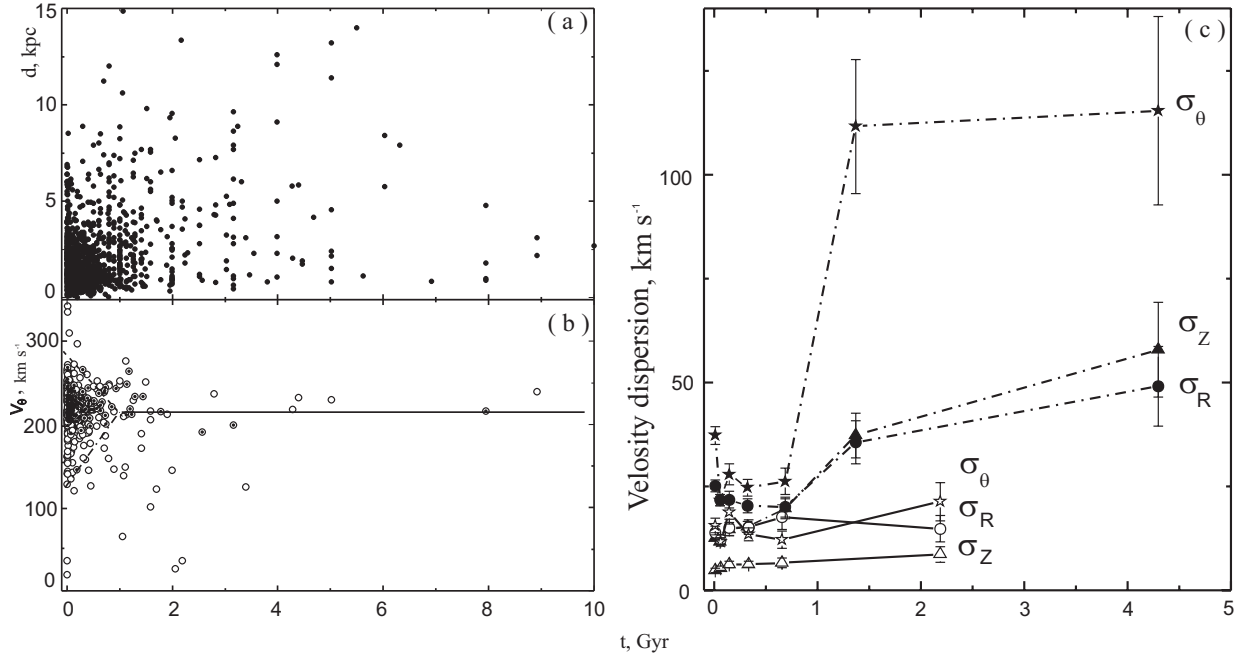 15
10
5
0
d, kpc
( a )
300
200
100
0
V_θ , km s⁻¹
( b )
0 2 4 6 8 10
t, Gyr
100
50
0
Velosity dispersion, km s⁻¹
( c )
σ_θ
σ_Z
σ_R
σ_θ
σ_R
σ_Z
0 1 2 3 4 5